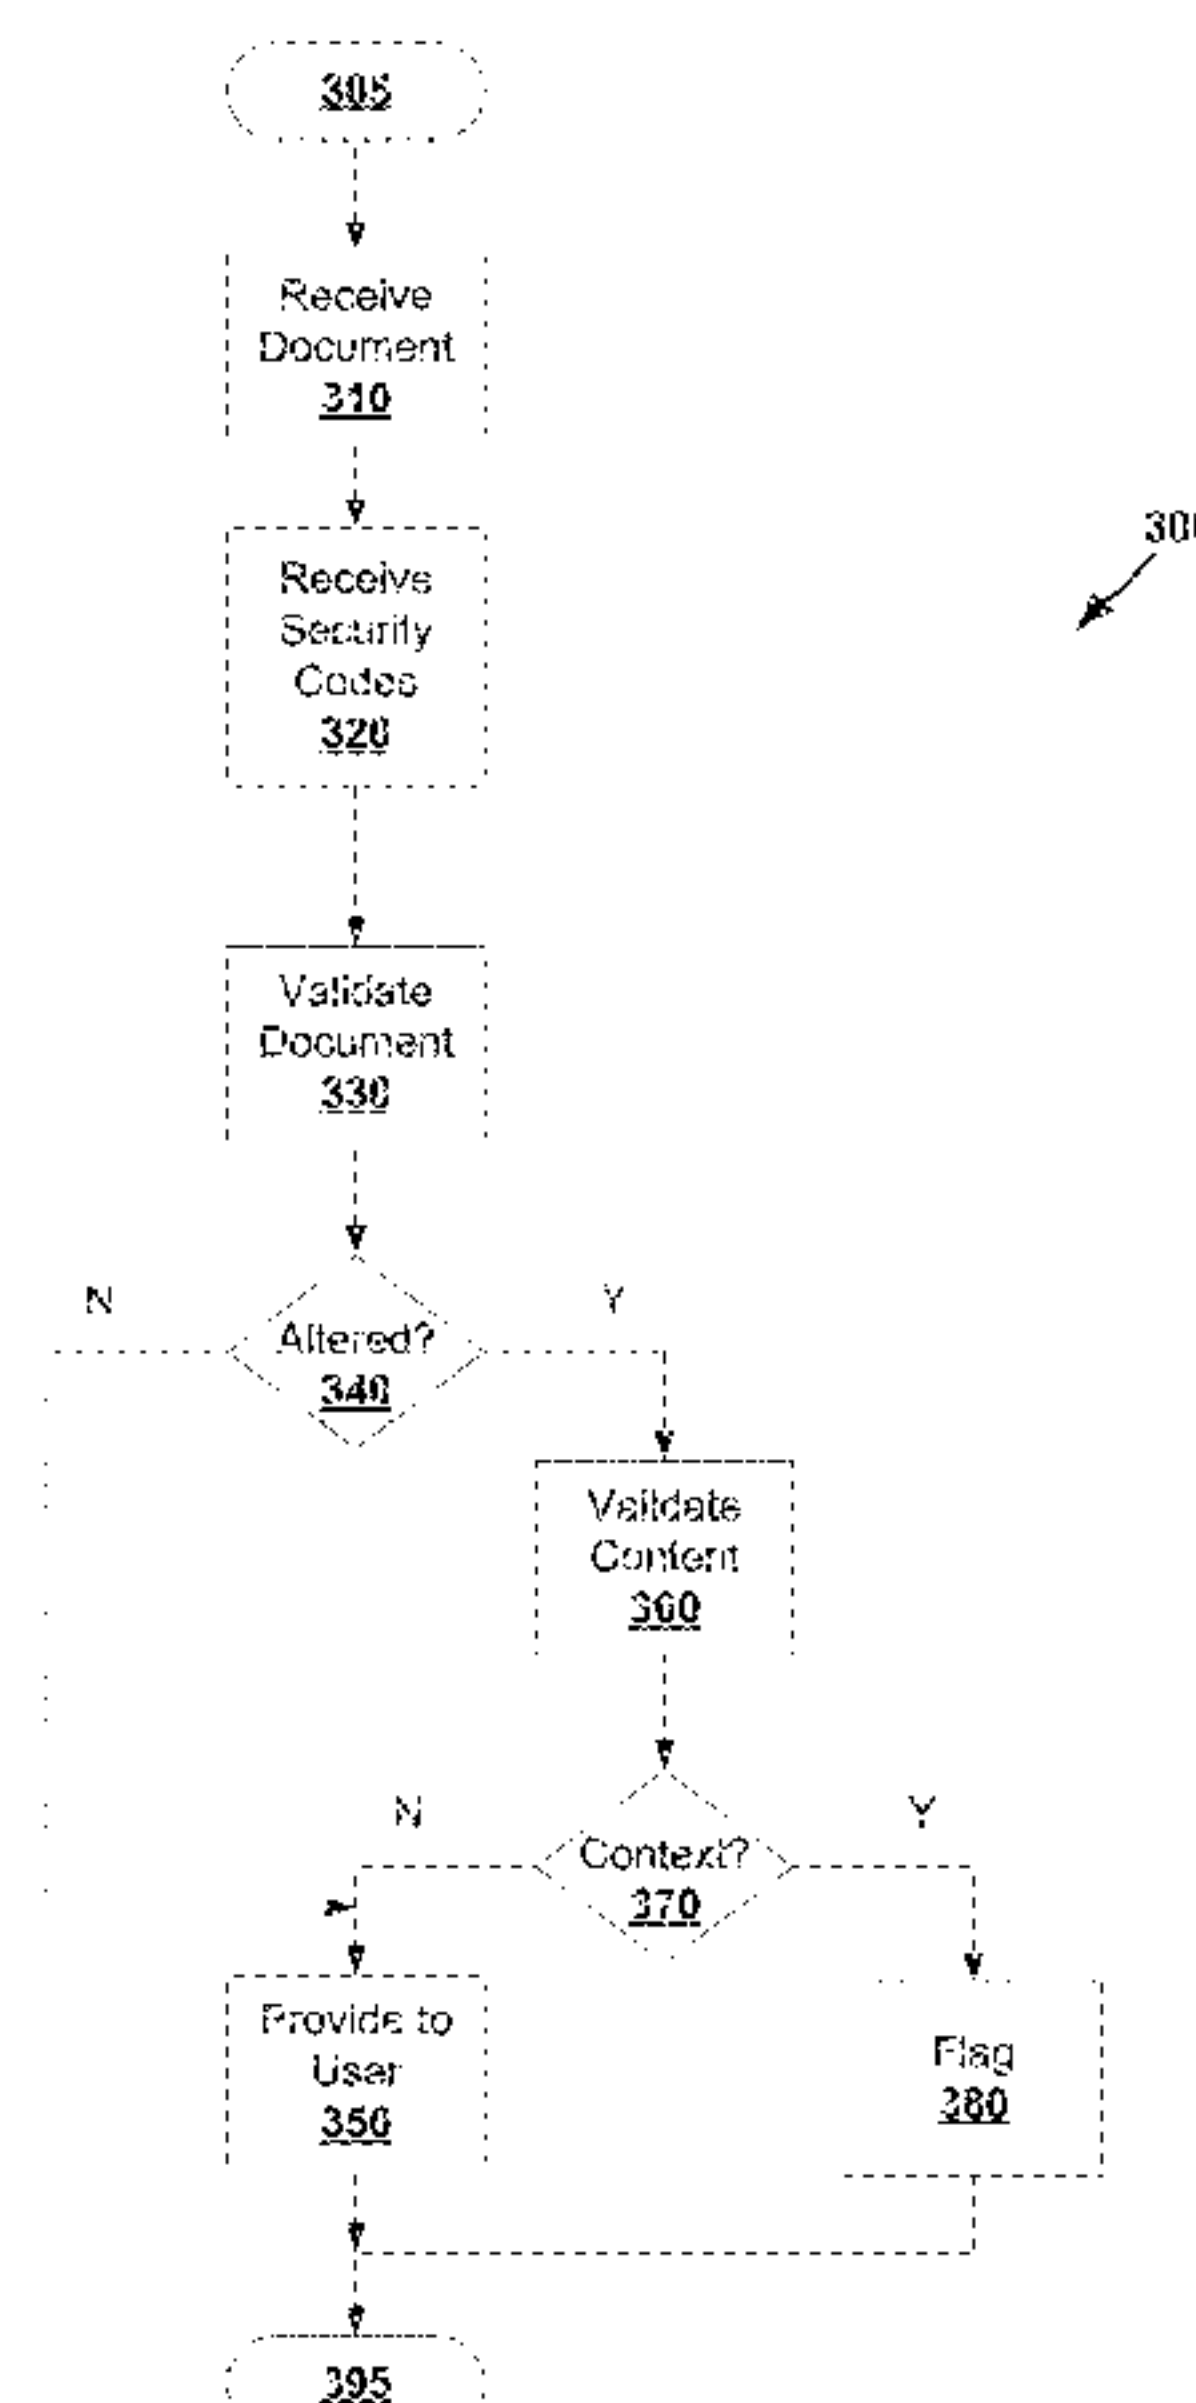 305
Receive
Document
310
300
Receive
Security
Codes
320
Validate
Document
330
N
Y
Altered?
340
Validate
Content
360
N
Y
Context?
370
Provide to
User
350
Flag
380
395